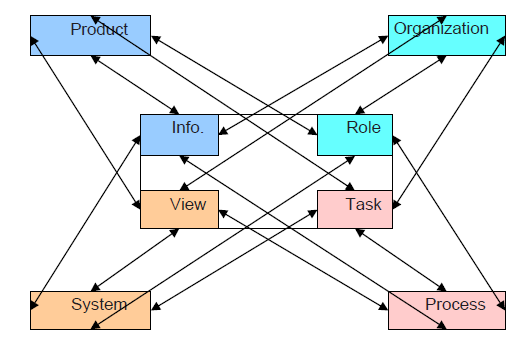 Product
Organization
Info.
Role
View
Task
System
Process